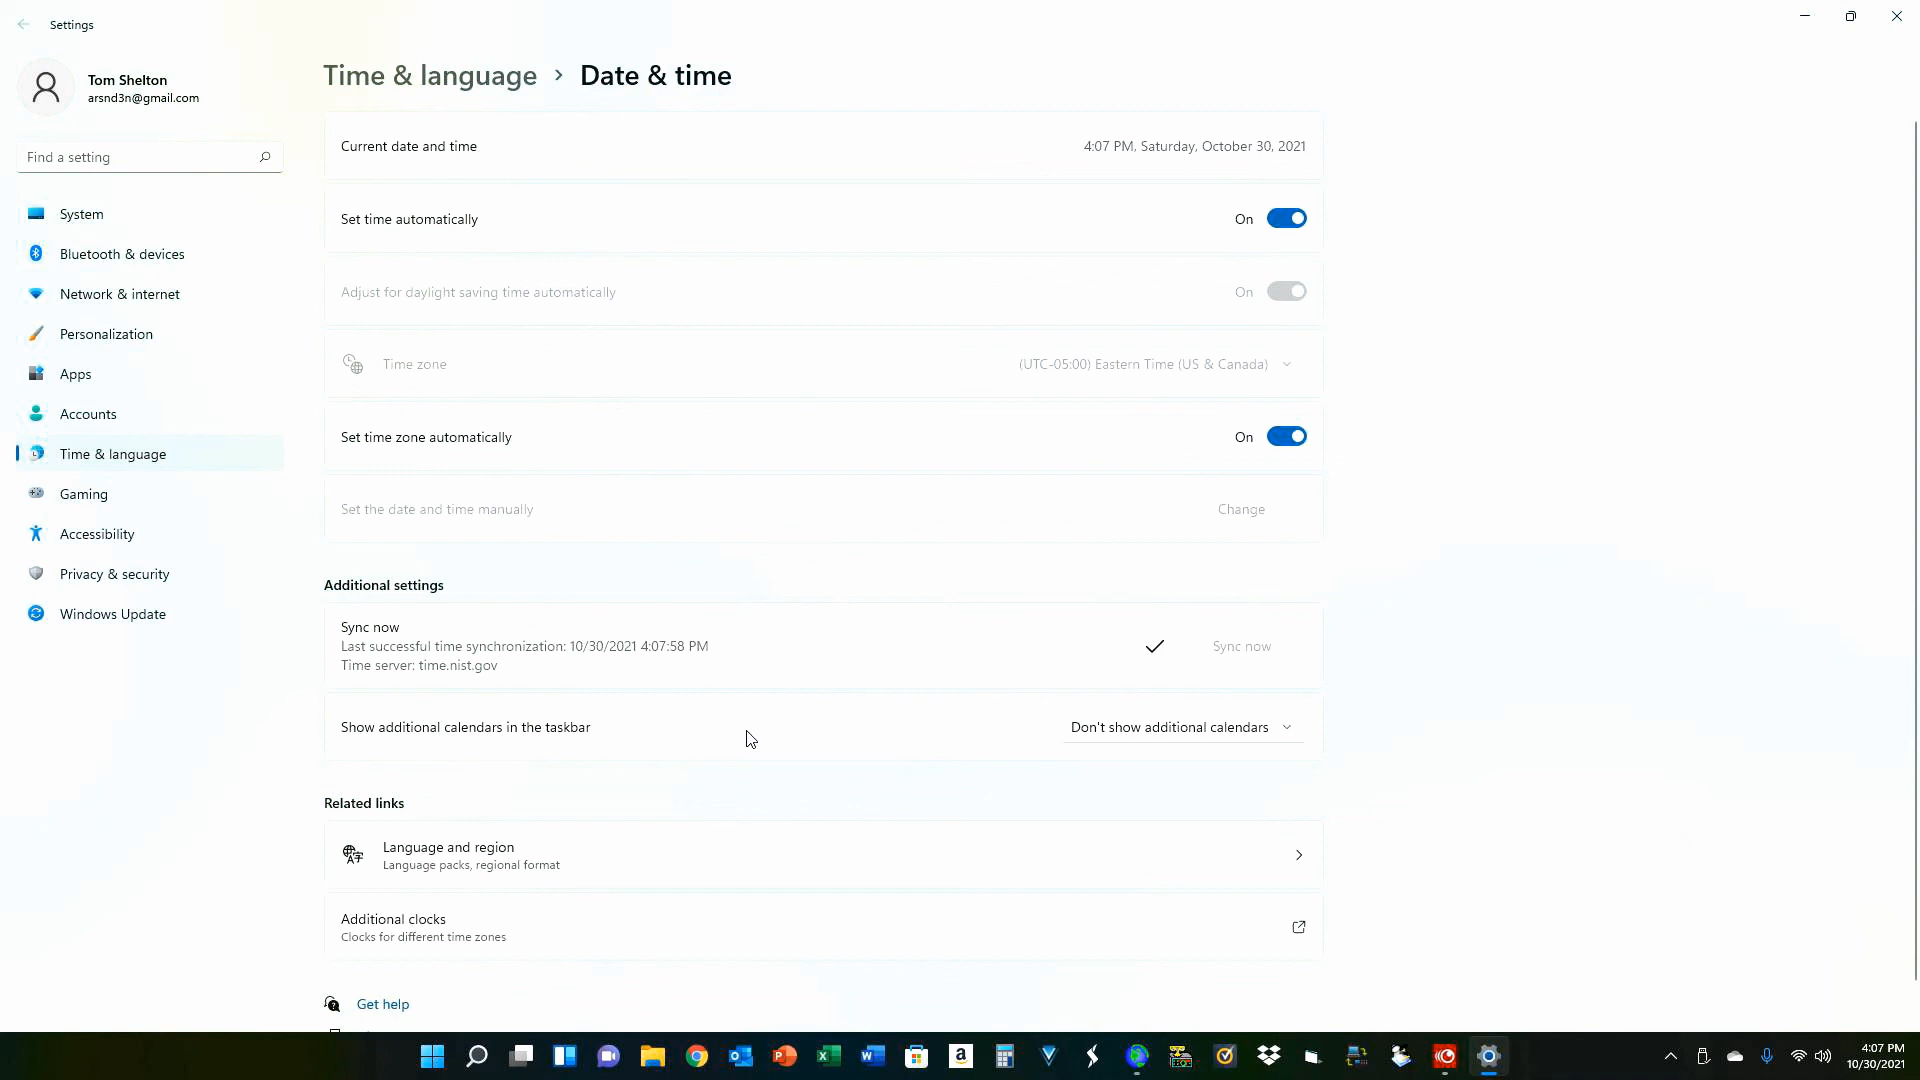 Settings
Tom Shelton
arsnd3n@gmail.com
Find a setting
System
Bluetooth & devices
Network & internet
Personalization
Apps
Accounts
Time & language
Gaming
Accessibility
Privacy & security
Windows Update
Time & language › Date & time
Current date and time 4:07 PM, Saturday, October 30, 2021
Set time automatically On
Adjust for daylight saving time automatically On
Time zone (UTC-05:00) Eastern Time (US & Canada)
Set time zone automatically On
Set the date and time manually Change
Additional settings
Sync now
Last successful time synchronization: 10/30/2021 4:07:58 PM
Time server: time.nist.gov
Sync now
Show additional calendars in the taskbar Don't show additional calendars
Related links
Language and region
Language packs, regional format
Additional clocks
Clocks for different time zones
Get help
4:07 PM
10/30/2021